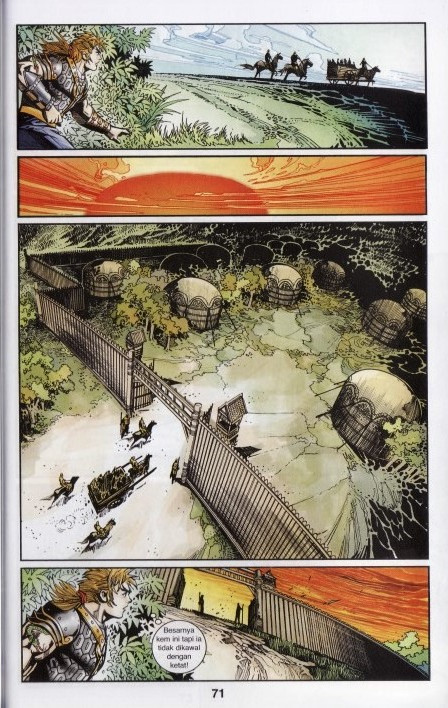 Besarnya
kem ini tapi ia
tidak dikawal
dengan
ketat!
71